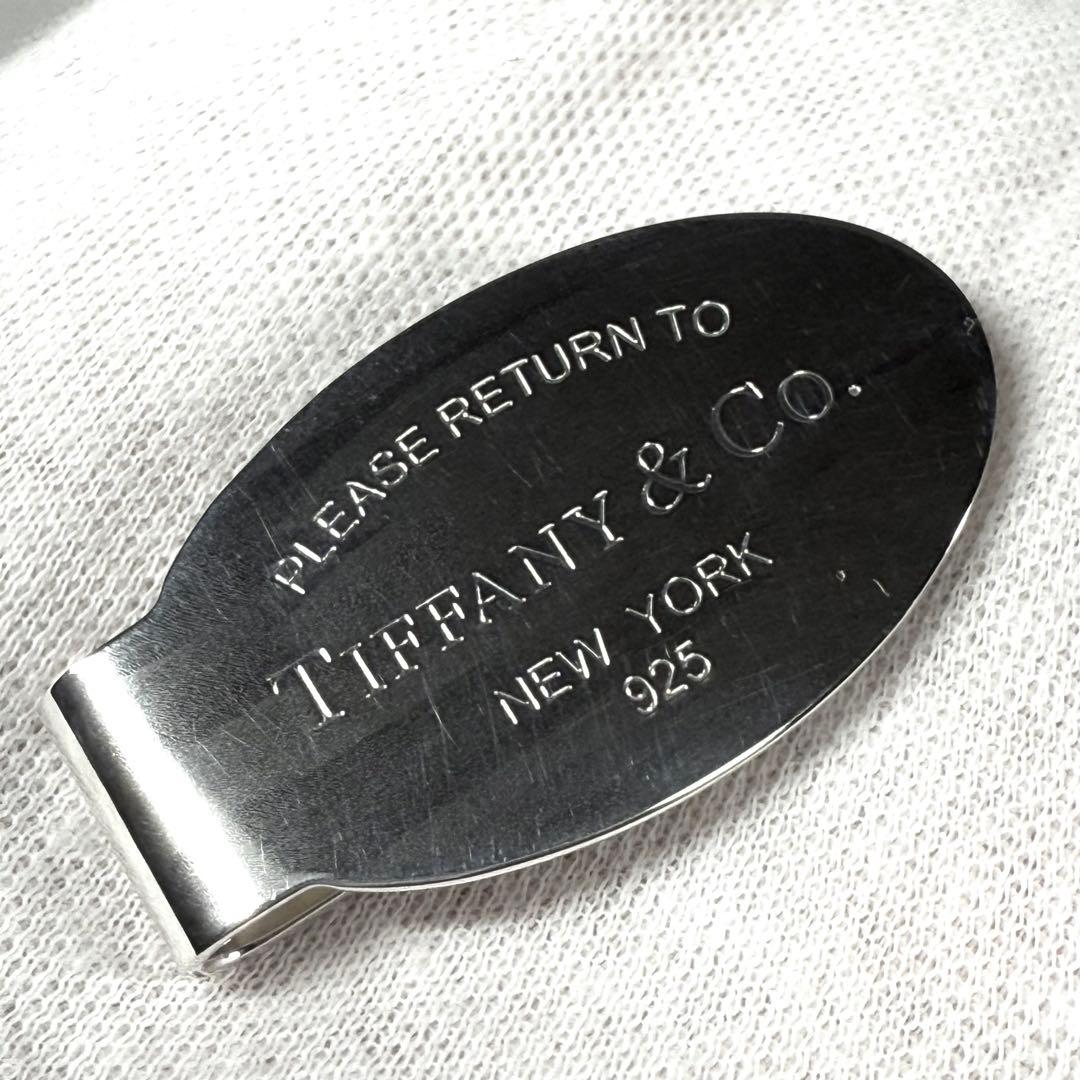 PLEASE RETURN TO
TIFFANY & Co.
NEW YORK
925